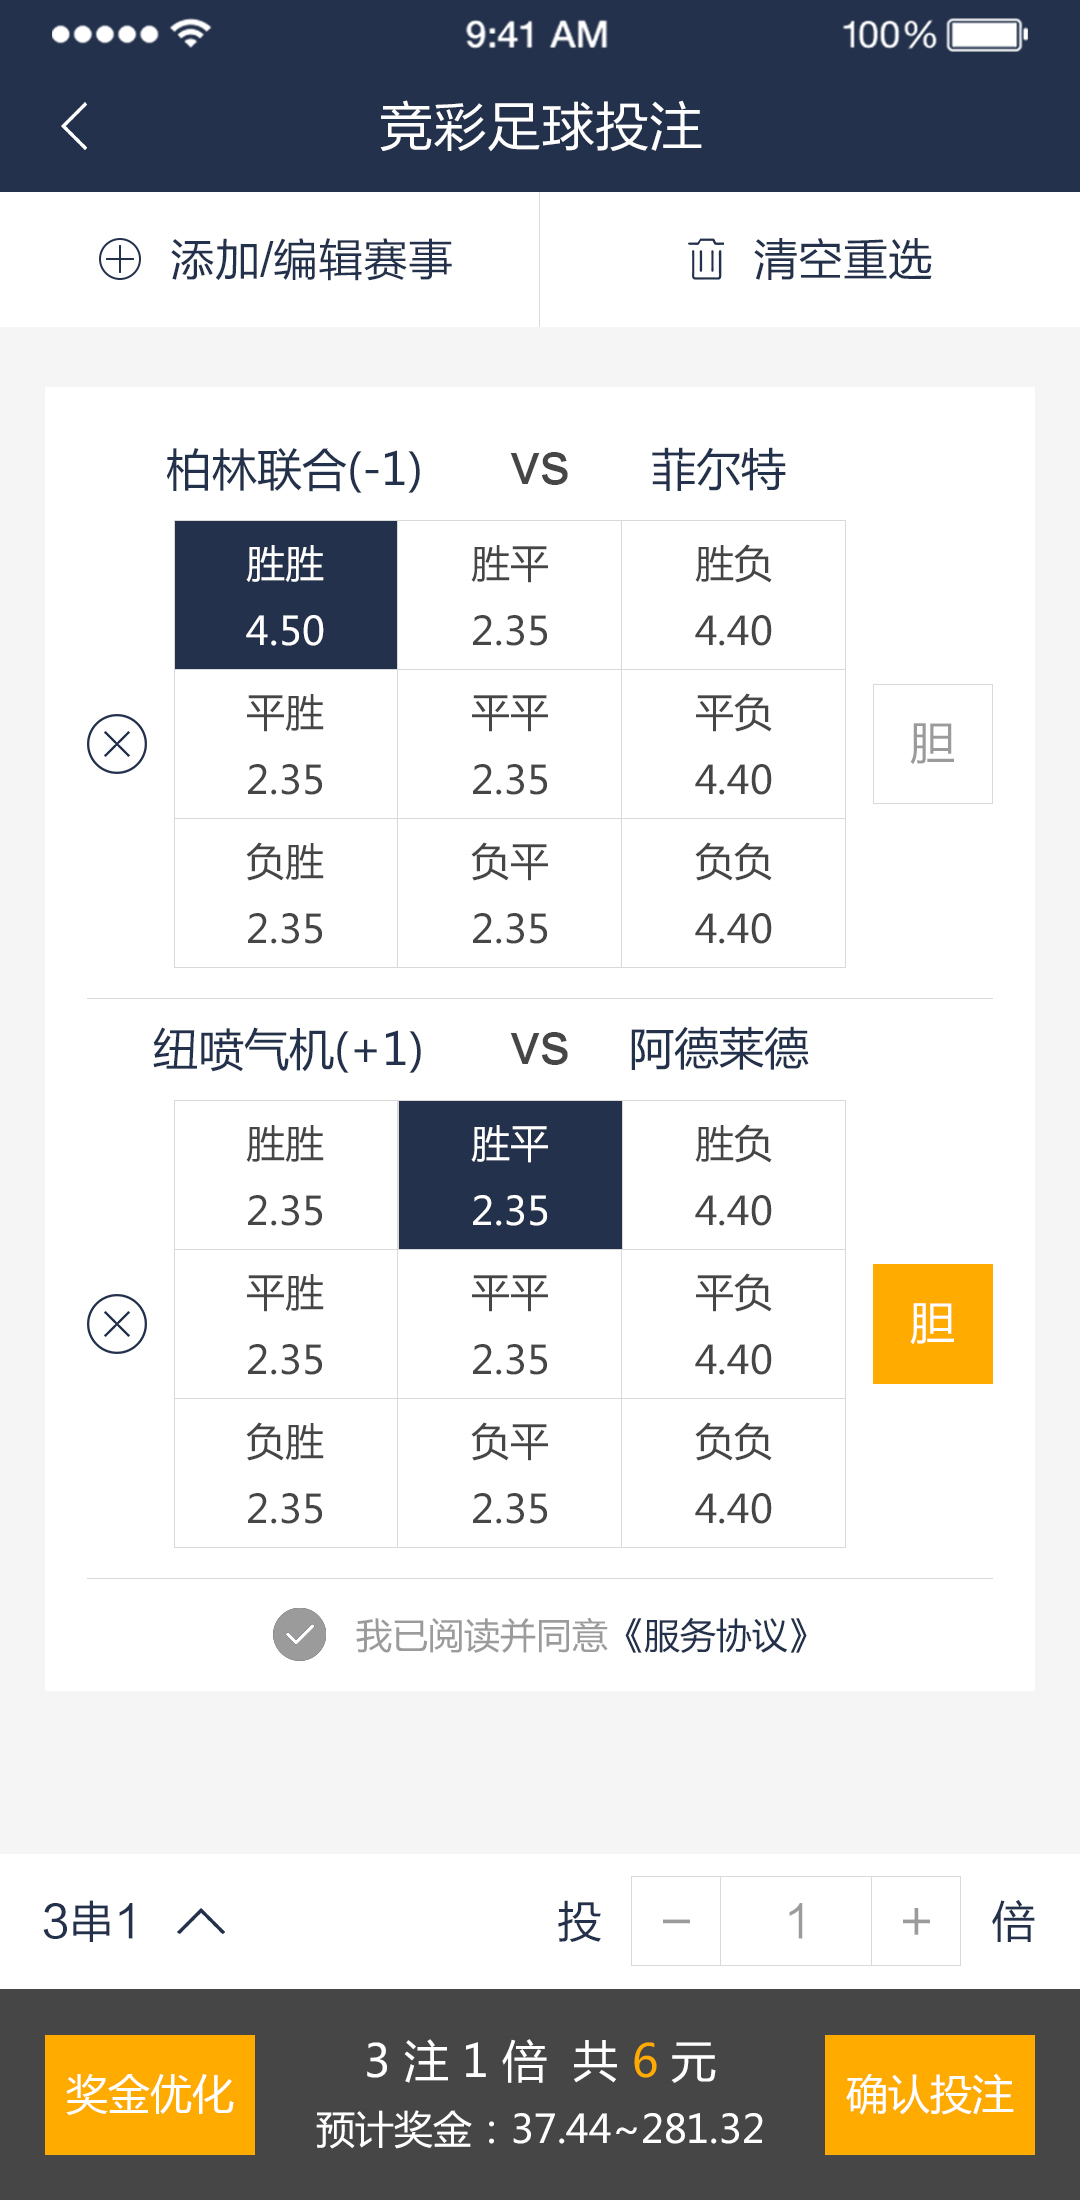 9:41 AM 100%
竞彩足球投注
添加/编辑赛事 清空重选
柏林联合(-1) VS 菲尔特
胜胜 胜平 胜负
4.50 2.35 4.40
平胜 平平 平负
2.35 2.35 4.40
胆
负胜 负平 负负
2.35 2.35 4.40
纽喷气机(+1) VS 阿德莱德
胜胜 胜平 胜负
2.35 2.35 4.40
平胜 平平 平负
2.35 2.35 4.40
胆
负胜 负平 负负
2.35 2.35 4.40
我已阅读并同意《服务协议》
3串1 投 − 1 + 倍
奖金优化
3 注 1 倍 共 6 元
预计奖金：37.44~281.32
确认投注